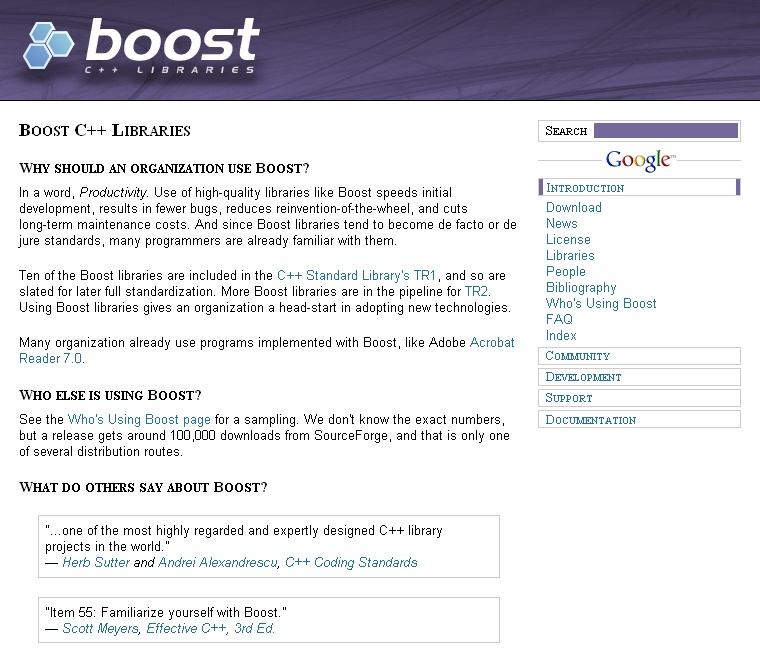 boost
C++ LIBRARIES
BOOST C++ LIBRARIES
WHY SHOULD AN ORGANIZATION USE BOOST?
In a word, Productivity. Use of high-quality libraries like Boost speeds initial
development, results in fewer bugs, reduces reinvention-of-the-wheel, and cuts
long-term maintenance costs. And since Boost libraries tend to become de facto or de
jure standards, many programmers are already familiar with them.
Ten of the Boost libraries are included in the C++ Standard Library's TR1, and so are
slated for later full standardization. More Boost libraries are in the pipeline for TR2.
Using Boost libraries gives an organization a head-start in adopting new technologies.
Many organization already use programs implemented with Boost, like Adobe Acrobat
Reader 7.0.
WHO ELSE IS USING BOOST?
See the Who's Using Boost page for a sampling. We don't know the exact numbers,
but a release gets around 100,000 downloads from SourceForge, and that is only one
of several distribution routes.
WHAT DO OTHERS SAY ABOUT BOOST?
"...one of the most highly regarded and expertly designed C++ library
projects in the world."
— Herb Sutter and Andrei Alexandrescu, C++ Coding Standards
"Item 55: Familiarize yourself with Boost."
— Scott Meyers, Effective C++, 3rd Ed.
SEARCH
Google™
INTRODUCTION
Download
News
License
Libraries
People
Bibliography
Who's Using Boost
FAQ
Index
COMMUNITY
DEVELOPMENT
SUPPORT
DOCUMENTATION